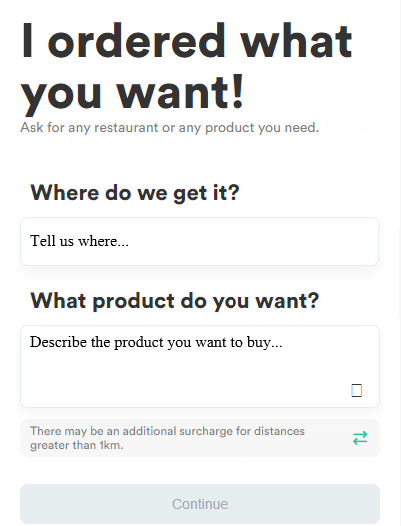 I ordered what
you want!
Ask for any restaurant or any product you need.
Where do we get it?
Tell us where...
What product do you want?
Describe the product you want to buy...
There may be an additional surcharge for distances
greater than 1km.
Continue